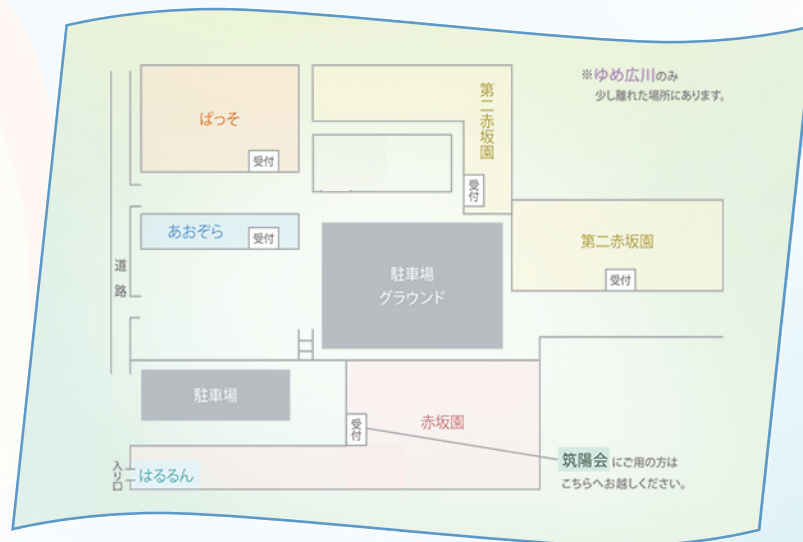 ※ゆめ広川のみ
少し離れた場所にあります。
ぱっそ
受付
第二赤坂園
受付
あおぞら
受付
第二赤坂園
受付
道路
駐車場
グラウンド
駐車場
受付
赤坂園
筑陽会 にご用の方は
こちらへお越しください。
入り口
はるるん